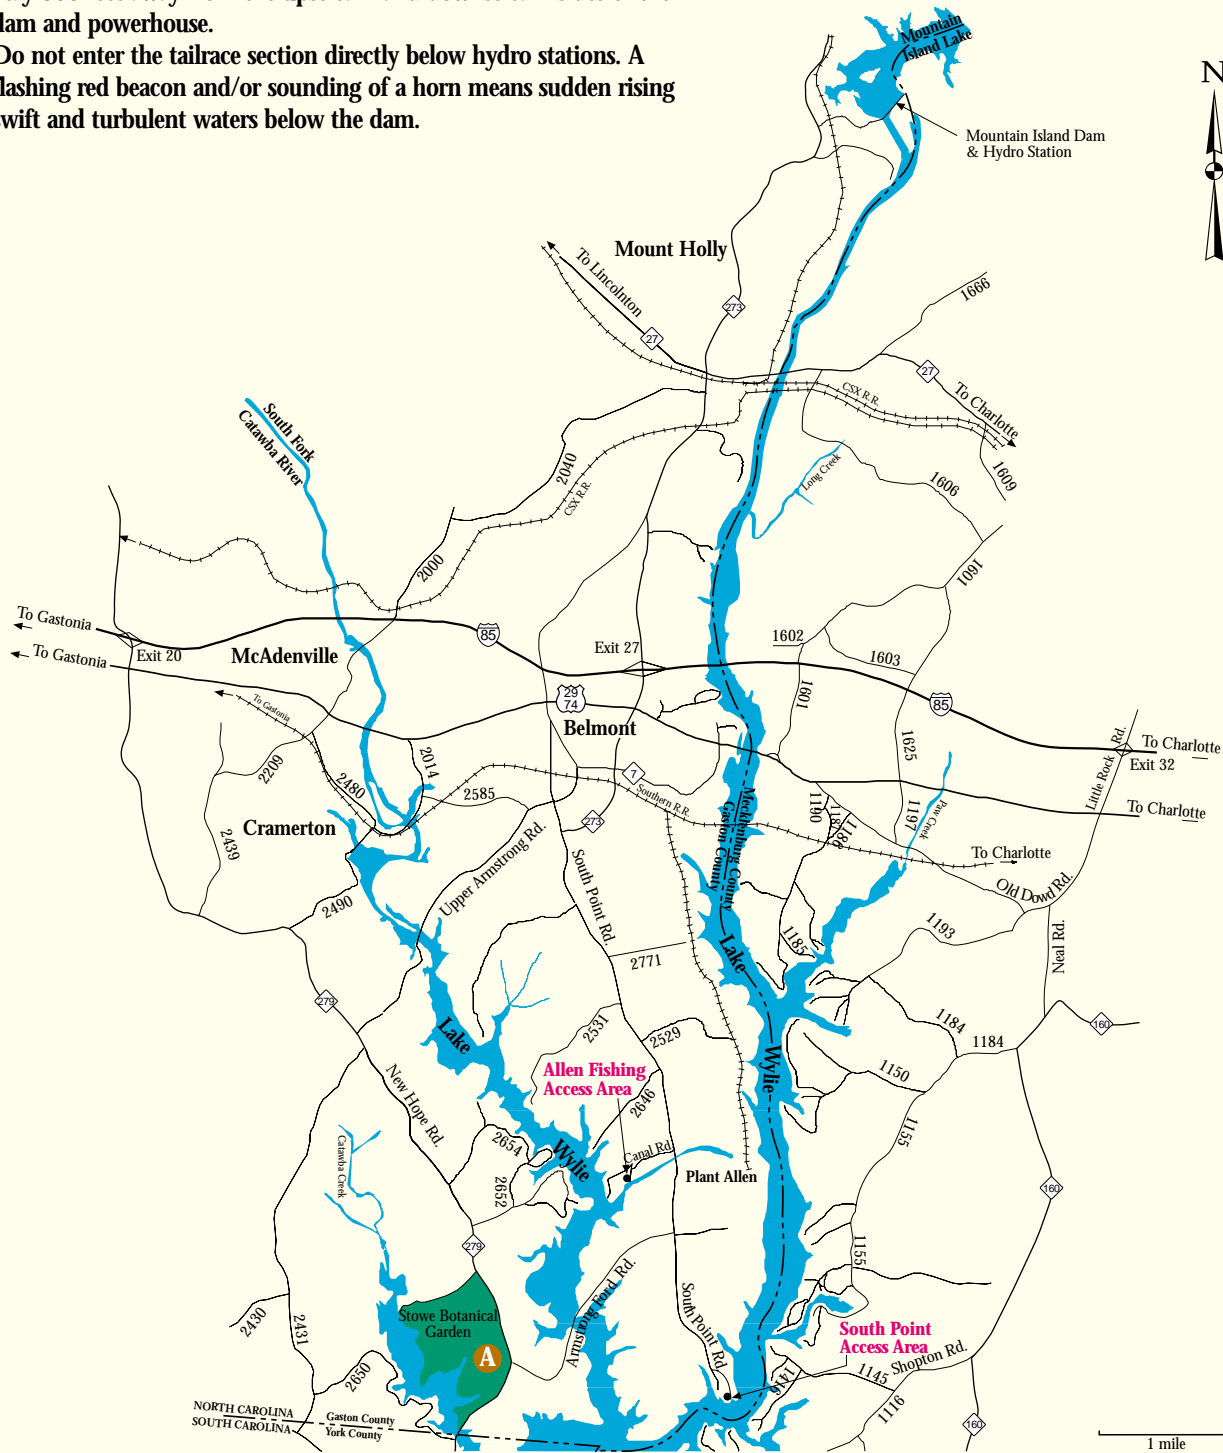 dam and powerhouse.
Do not enter the tailrace section directly below hydro stations. A
flashing red beacon and/or sounding of a horn means sudden rising
swift and turbulent waters below the dam.
Mountain
Island Lake
N
Mountain Island Dam
& Hydro Station
Mount Holly
To Lincolnton
273
27
1666
27
To Charlotte
CSX R.R.
South Fork
Catawba River
2040
CSX R.R.
Long Creek
1606
1609
2000
1601
To Gastonia
To Gastonia
Exit 20
McAdenville
85
Exit 27
1602
1603
1601
85
To Gastonia
29
74
Belmont
1625
Little Rock Rd.
To Charlotte
Exit 32
2209
2480
2014
2585
7
Southern R.R.
273
Mecklenburg County
Gaston County
1190
1187
1186
1197
Paw Creek
To Charlotte
To Charlotte
Cramerton
2439
Upper Armstrong Rd.
South Point Rd.
Old Dowd Rd.
2490
1193
Neal Rd.
1185
Lake
2771
279
Lake
2531
2529
Wylie
1184
1184
160
Allen Fishing
Access Area
1150
New Hope Rd.
2646
1155
Catawba Creek
2654
Wylie
Canal Rd.
Plant Allen
2652
160
279
1155
Armstrong Ford Rd.
South Point Rd.
2430
2431
Stowe Botanical
Garden
A
South Point
Access Area
2650
1416
1145
Shopton Rd.
1116
160
NORTH CAROLINA
SOUTH CAROLINA
Gaston County
York County
1 mile